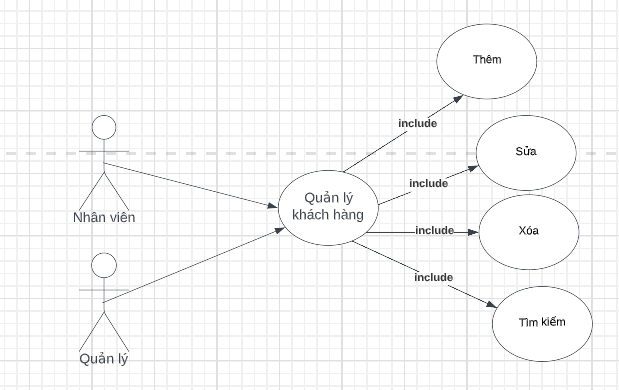 Thêm
include
Sửa
include
Nhân viên
Quản lý
khách hàng
include
Xóa
include
Tìm kiếm
Quản lý